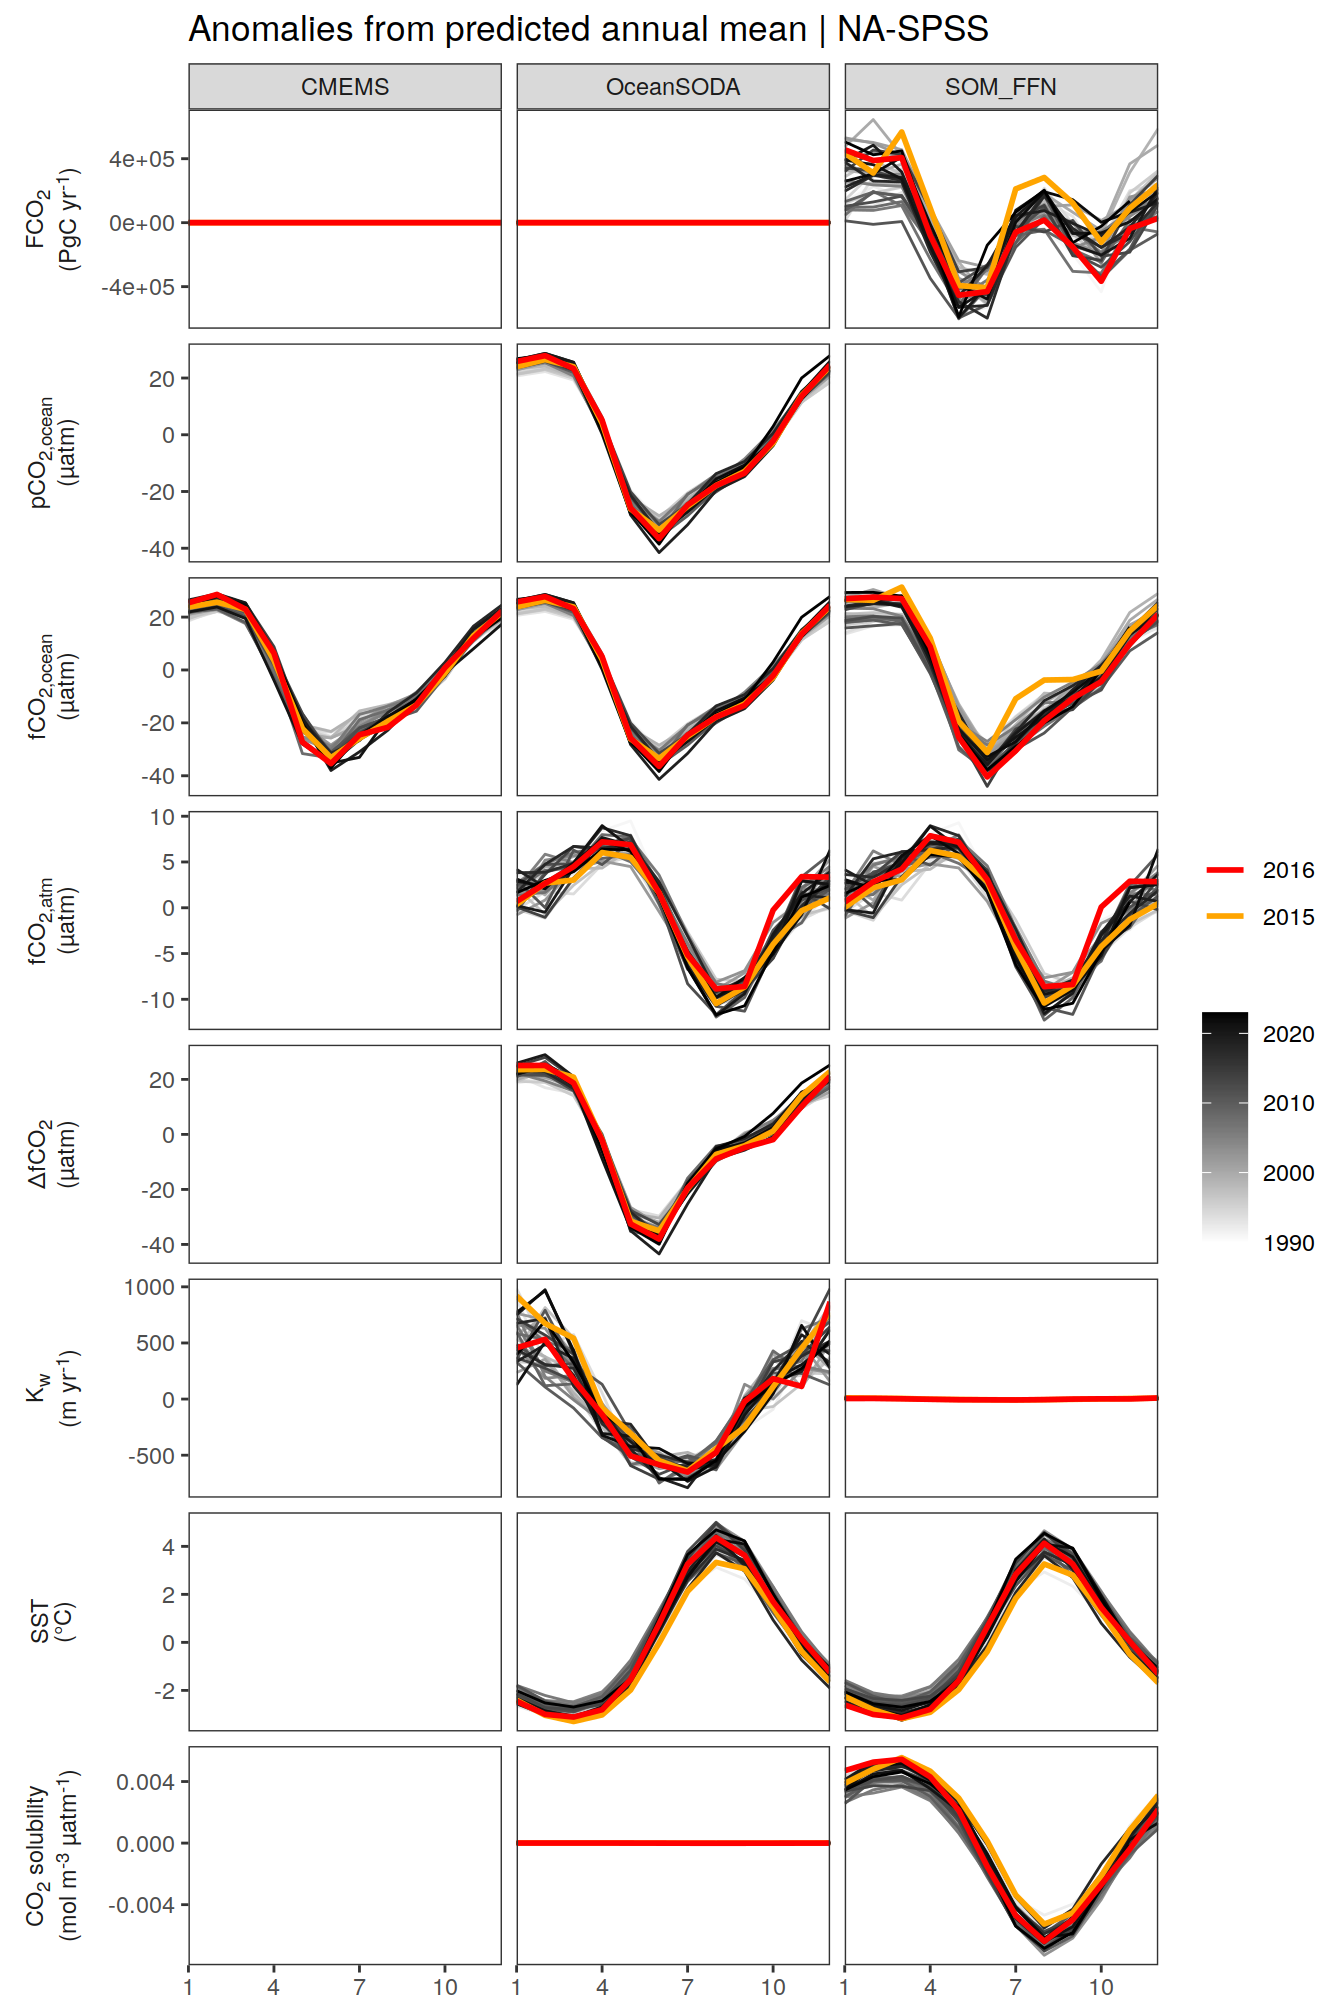 Anomalies from predicted annual mean | NA-SPSS
CMEMS
OceanSODA
SOM_FFN
FCO2
(PgC yr-1)
4e+05
0e+00
-4e+05
pCO2,ocean
(µatm)
20
0
-20
-40
fCO2,ocean
(µatm)
20
0
-20
-40
fCO2,atm
(µatm)
10
5
0
-5
-10
ΔfCO2
(µatm)
20
0
-20
-40
Kw
(m yr-1)
1000
500
0
-500
SST
(°C)
4
2
0
-2
CO2 solubility
(mol m-3 µatm-1)
0.004
0.000
-0.004
1 4 7 10
1 4 7 10
1 4 7 10
2016
2015
2020
2010
2000
1990